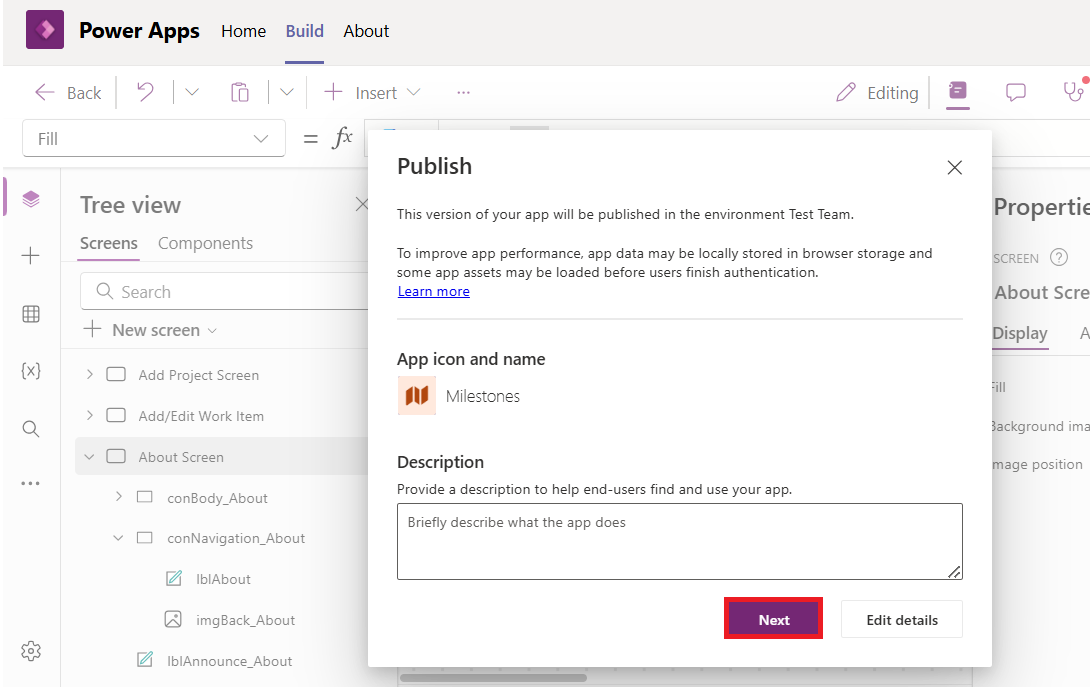 Power Apps Home Build About
Back Insert ... Editing
Fill = fx
Tree view
Screens Components
Search
New screen
Add Project Screen
Add/Edit Work Item
About Screen
conBody_About
conNavigation_About
lblAbout
imgBack_About
lblAnnounce_About
{x}
Publish
This version of your app will be published in the environment Test Team.
To improve app performance, app data may be locally stored in browser storage and
some app assets may be loaded before users finish authentication.
Learn more
App icon and name
Milestones
Description
Provide a description to help end-users find and use your app.
Briefly describe what the app does
Next Edit details
Propertie
SCREEN ?
About Scre
Display A
ill
Background ima
mage position